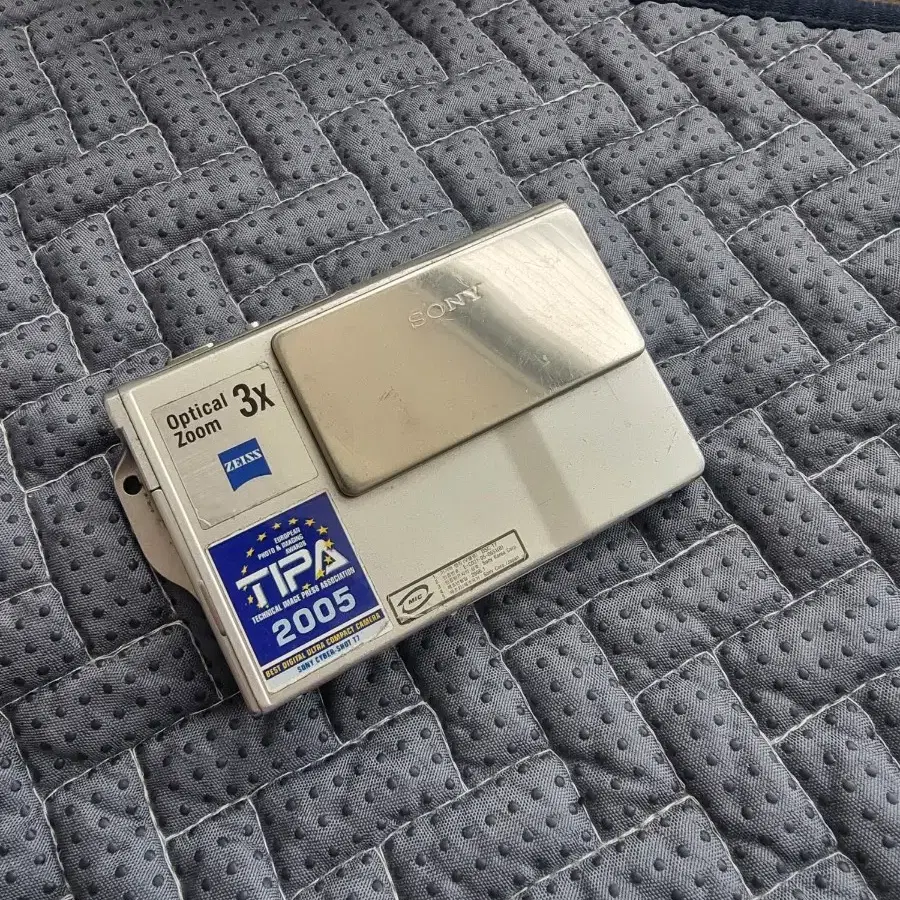 SONY
Optical 3x
Zoom
ZEISS
EUROPEAN
PHOTO & IMAGING
AWARDS
TIPA
TECHNICAL IMAGE PRESS ASSOCIATION
2005
BEST DIGITAL ULTRA COMPACT CAMERA
SONY CYBER-SHOT T7
MIC